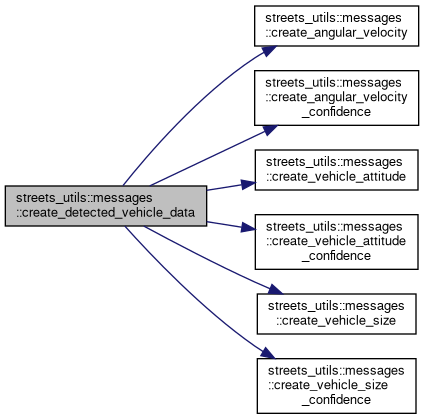 streets_utils::messages
::create_angular_velocity
streets_utils::messages
::create_angular_velocity
_confidence
streets_utils::messages
::create_vehicle_attitude
streets_utils::messages
::create_detected_vehicle_data
streets_utils::messages
::create_vehicle_attitude
_confidence
streets_utils::messages
::create_vehicle_size
streets_utils::messages
::create_vehicle_size
_confidence